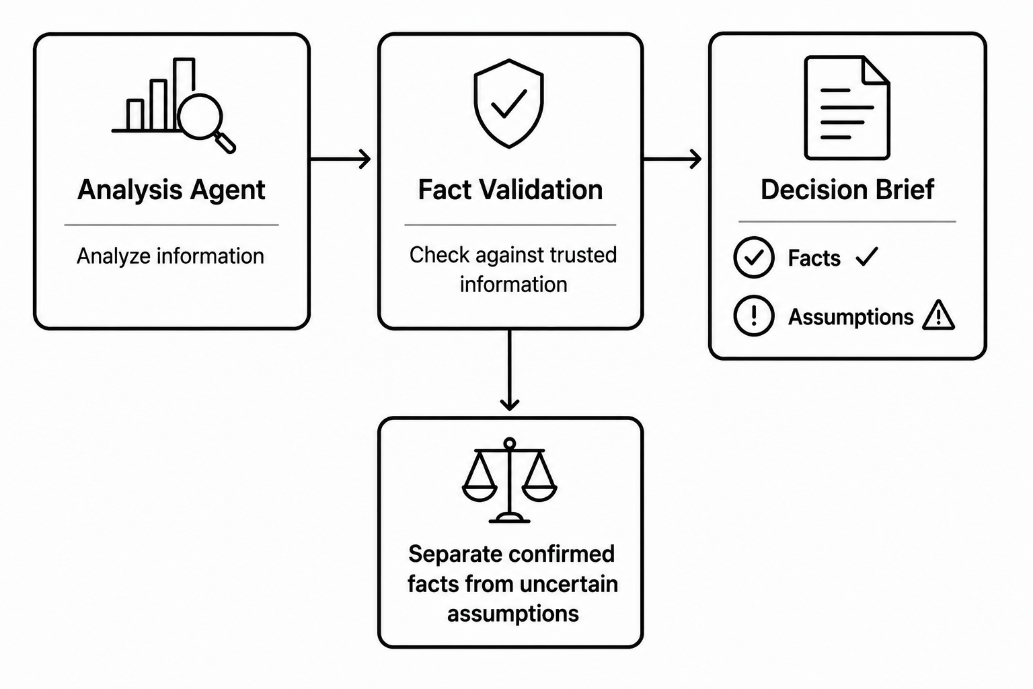 Analysis Agent
Analyze information
Fact Validation
Check against trusted
information
Decision Brief
Facts
Assumptions
Separate confirmed
facts from uncertain
assumptions